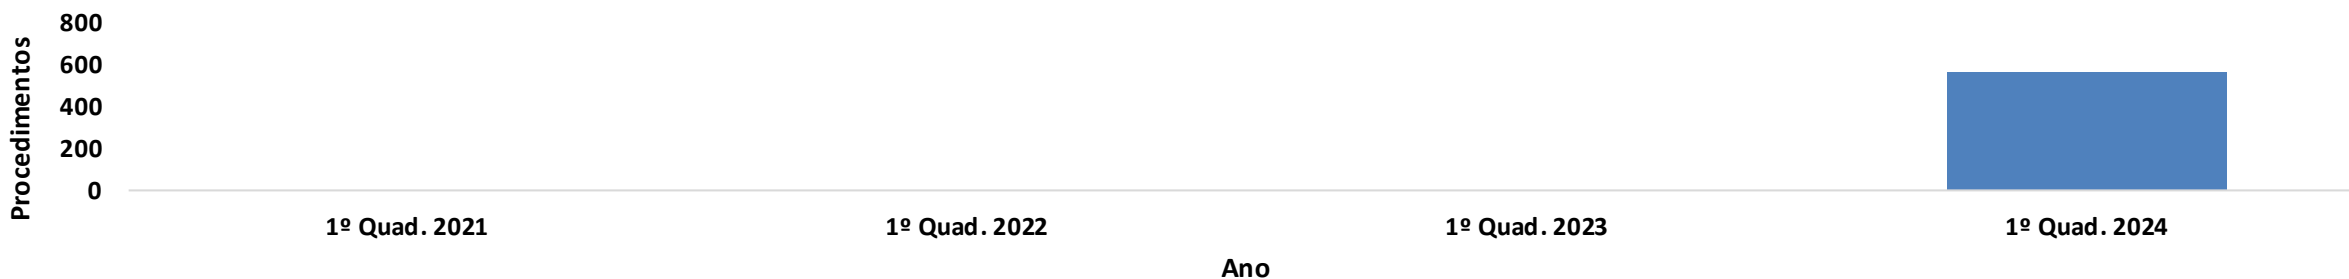 Procedimentos
800
600
400
200
0
1º Quad. 2021
1º Quad. 2022
1º Quad. 2023
1º Quad. 2024
Ano